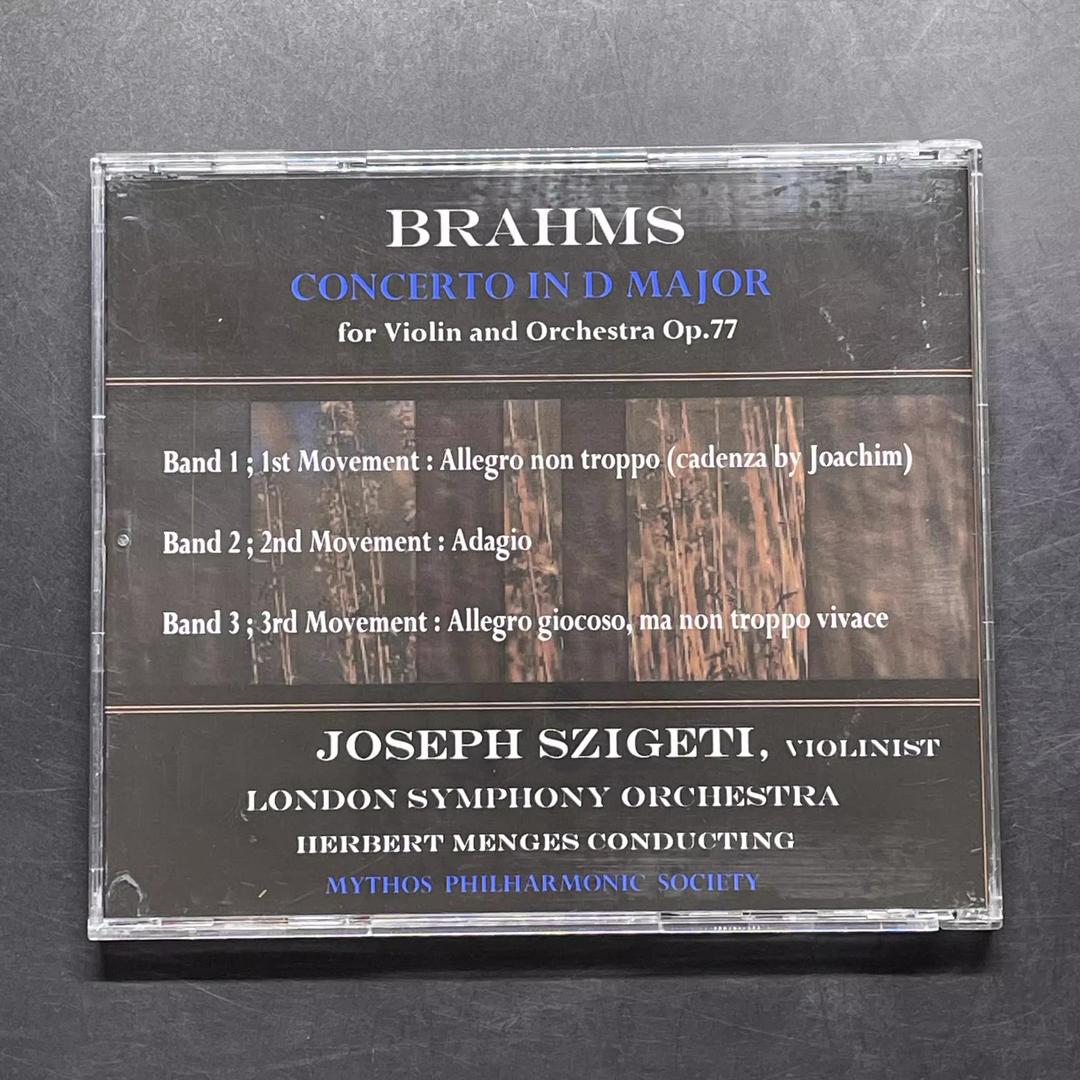 BRAHMS
CONCERTO IN D MAJOR
for Violin and Orchestra Op.77
Band 1 ; 1st Movement : Allegro non troppo (cadenza by Joachim)
Band 2 ; 2nd Movement : Adagio
Band 3 ; 3rd Movement : Allegro giocoso, ma non troppo vivace
JOSEPH SZIGETI, VIOLINIST
LONDON SYMPHONY ORCHESTRA
HERBERT MENGES CONDUCTING
MYTHOS PHILHARMONIC SOCIETY